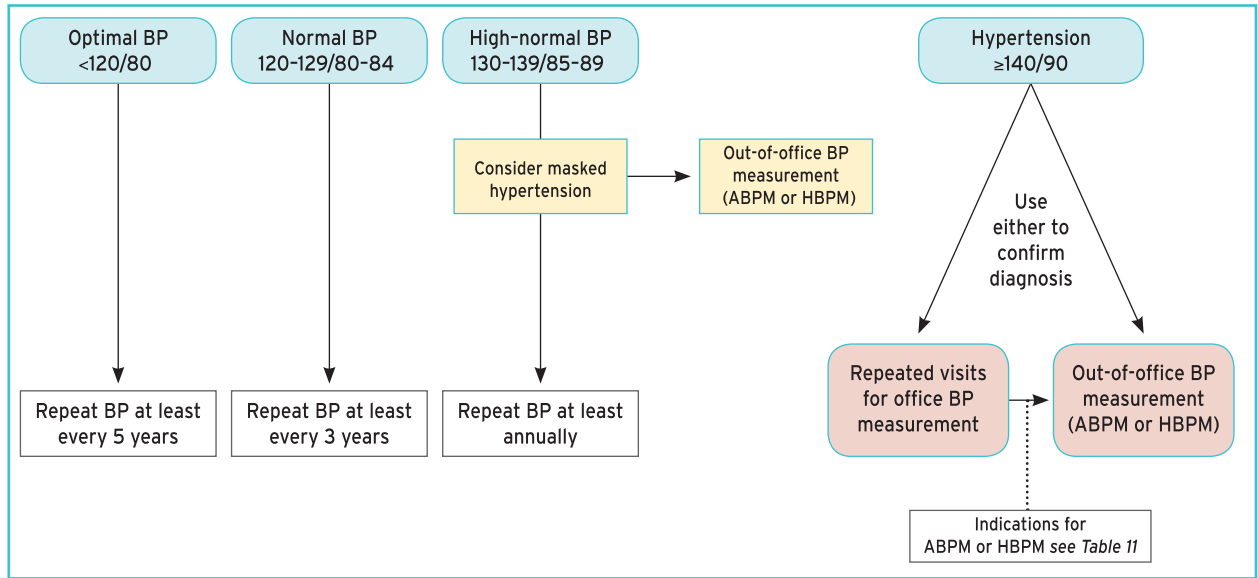 Optimal BP
<120/80
Normal BP
120–129/80–84
High–normal BP
130–139/85–89
Hypertension
≥140/90
Consider masked
hypertension
Out-of-office BP
measurement
(ABPM or HBPM)
Use
either to
confirm
diagnosis
Repeat BP at least
every 5 years
Repeat BP at least
every 3 years
Repeat BP at least
annually
Repeated visits
for office BP
measurement
Out-of-office BP
measurement
(ABPM or HBPM)
Indications for
ABPM or HBPM see Table 11